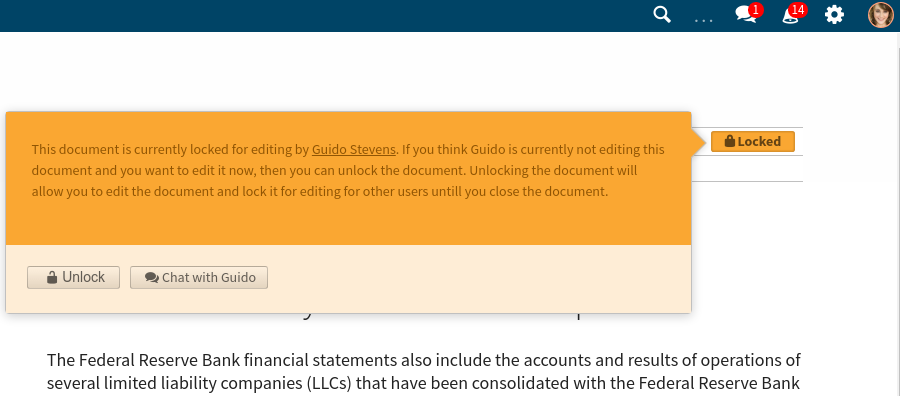 ... 1 14
This document is currently locked for editing by Guido Stevens. If you think Guido is currently not editing this
document and you want to edit it now, then you can unlock the document. Unlocking the document will
allow you to edit the document and lock it for editing for other users untill you close the document.
Locked
Unlock Chat with Guido
The Federal Reserve Bank financial statements also include the accounts and results of operations of
several limited liability companies (LLCs) that have been consolidated with the Federal Reserve Bank